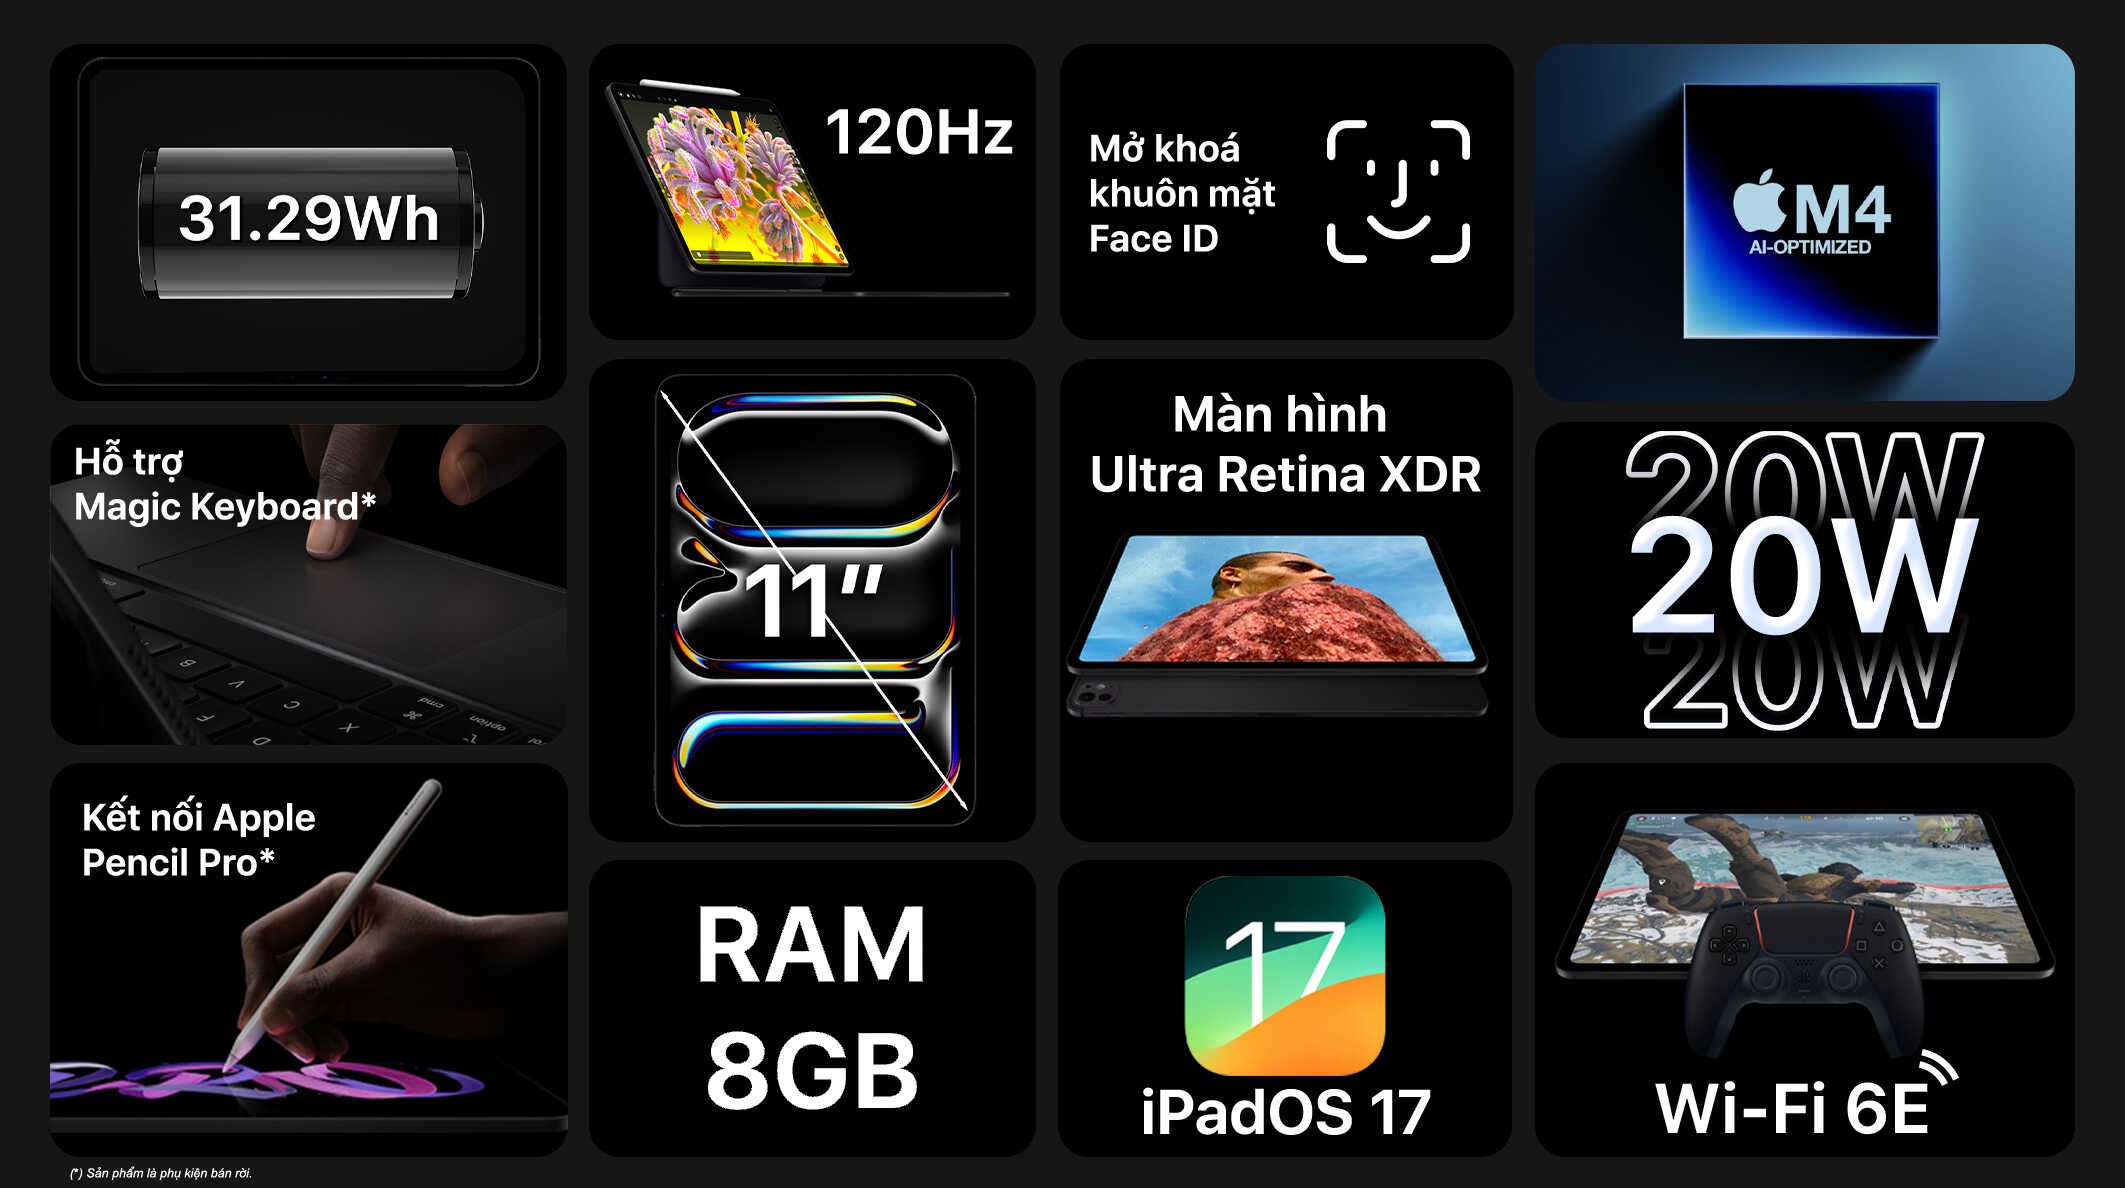 31.29Wh
120Hz
Mở khoá
khuôn mặt
Face ID
M4
AI-OPTIMIZED
Hỗ trợ
Magic Keyboard*
11"
Màn hình
Ultra Retina XDR
20W
20W
20W
Kết nối Apple
Pencil Pro*
RAM
8GB
17
iPadOS 17
Wi-Fi 6E
B
V
C
X
F
D
cmd
⌘
option
(*) Sản phẩm là phụ kiện bán rời.